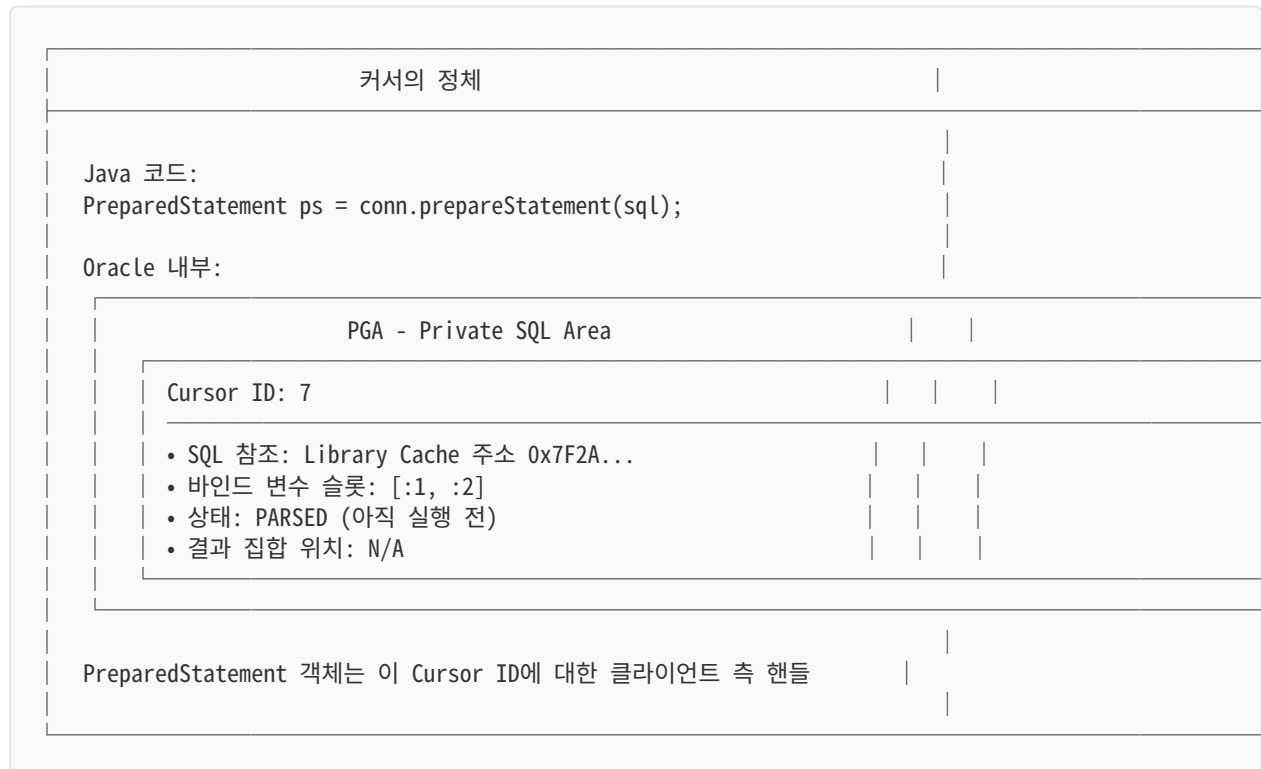 커서의 정체
Java 코드:
PreparedStatement ps = conn.prepareStatement(sql);
Oracle 내부:
PGA - Private SQL Area
Cursor ID: 7
• SQL 참조: Library Cache 주소 0x7F2A...
• 바인드 변수 슬롯: [:1, :2]
• 상태: PARSED (아직 실행 전)
• 결과 집합 위치: N/A
PreparedStatement 객체는 이 Cursor ID에 대한 클라이언트 측 핸들